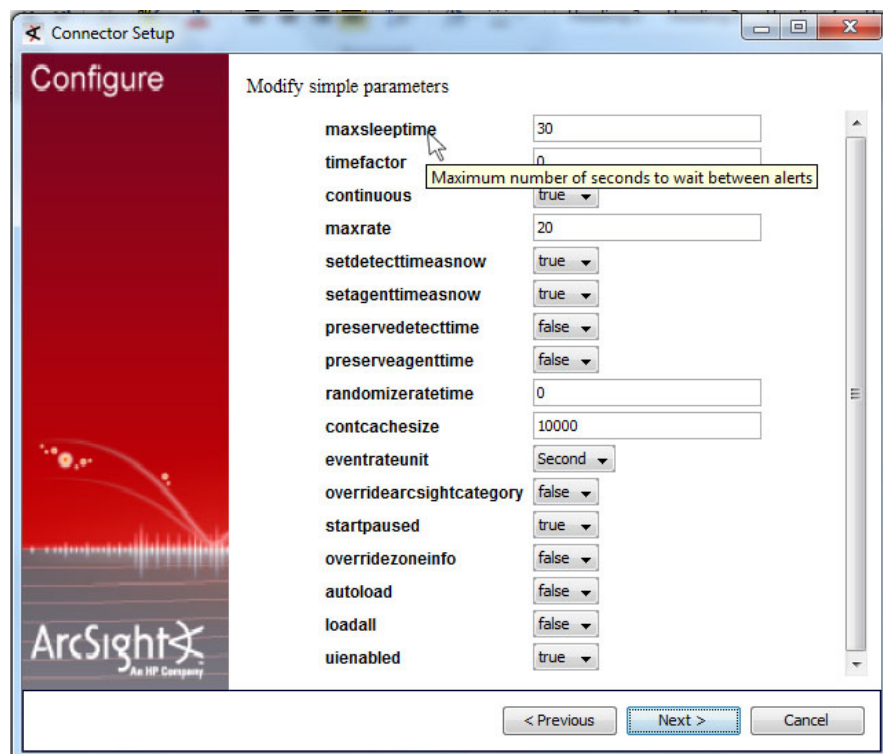 Connector Setup
Configure
Modify simple parameters
maxsleeptime 30
timefactor 0
Maximum number of seconds to wait between alerts
continuous true
maxrate 20
setdetecttimeasnow true
setagenttimeasnow true
preservedetecttime false
preserveagenttime false
randomizeratetime 0
contcachesize 10000
eventrateunit Second
overridearcsightcategory false
startpaused true
overridezoneinfo false
autoload false
loadall false
uienabled true
ArcSight
An HP Company
< Previous Next > Cancel